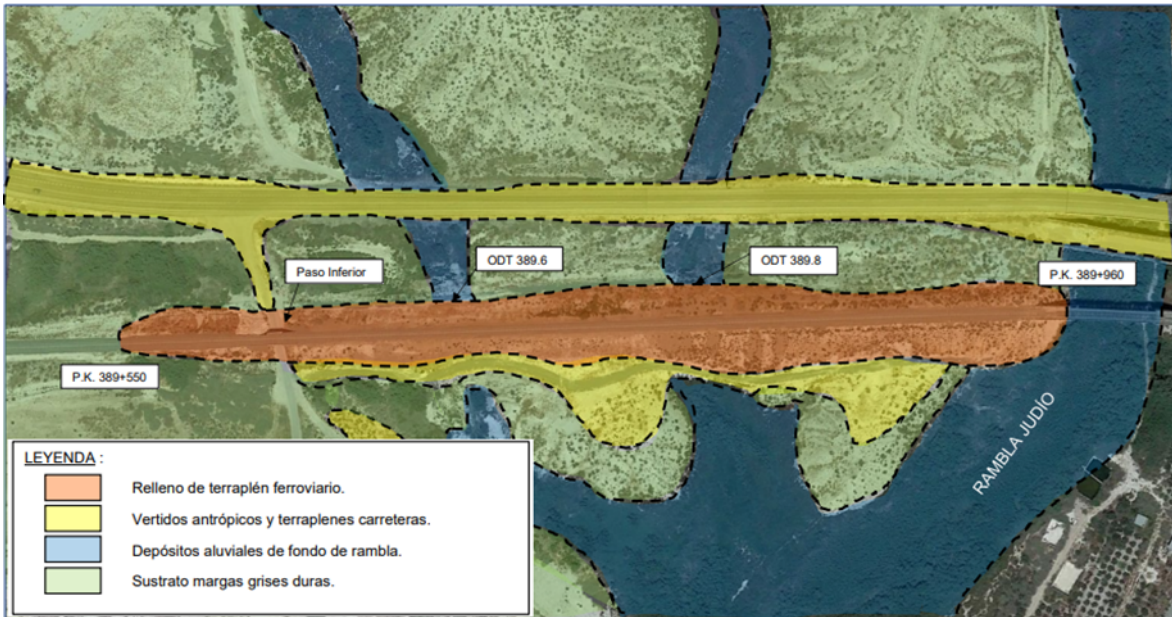 ODT 389.6
ODT 389.8
Paso Inferior
P.K. 389+960
P.K. 389+550
RAMBLA JUDÍO
LEYENDA :
Relleno de terraplén ferroviario.
Vertidos antrópicos y terraplenes carreteras.
Depósitos aluviales de fondo de rambla.
Sustrato margas grises duras.